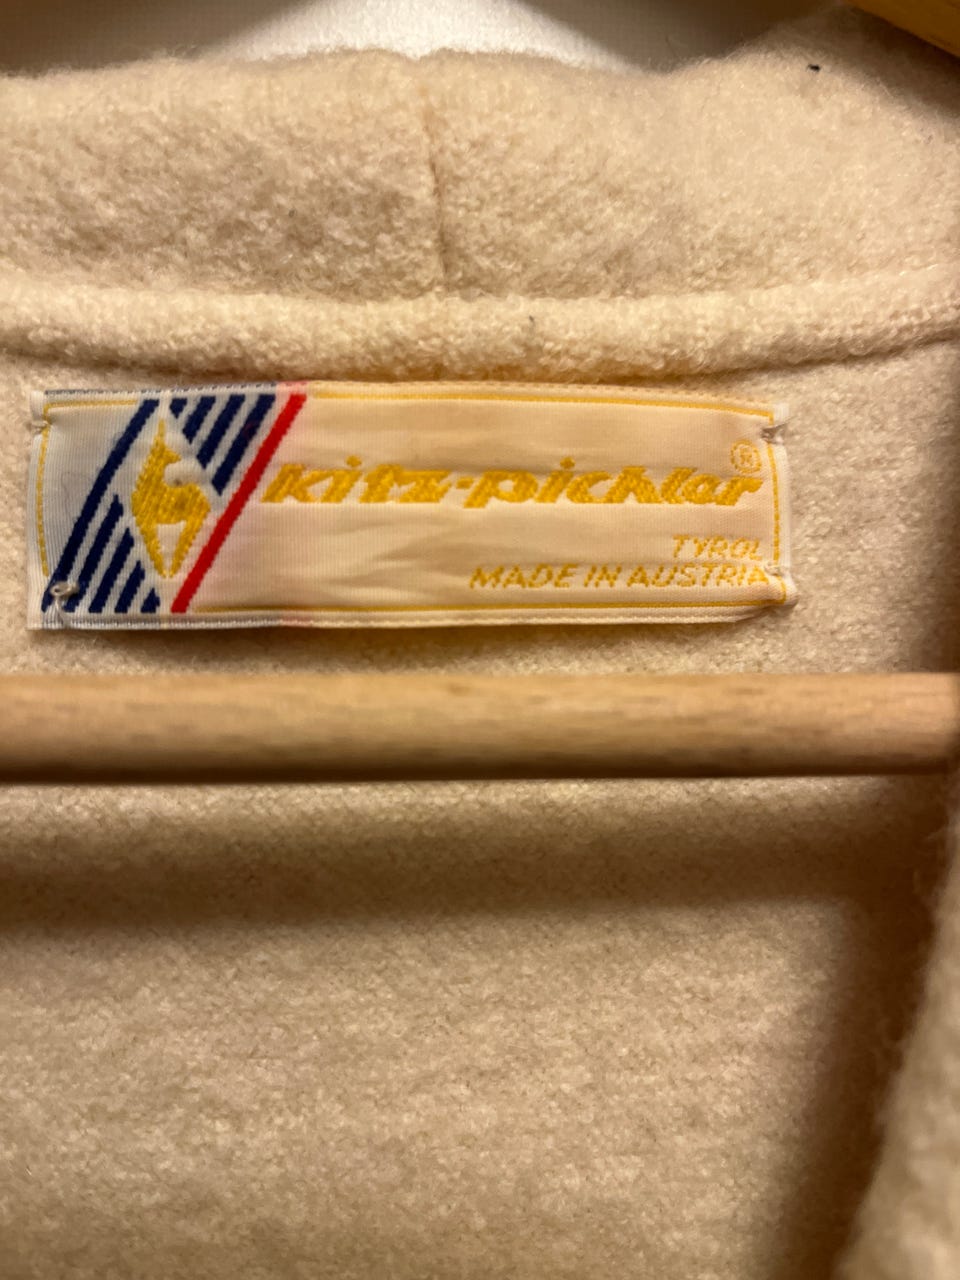 kitz-pichler®
TYROL
MADE IN AUSTRIA